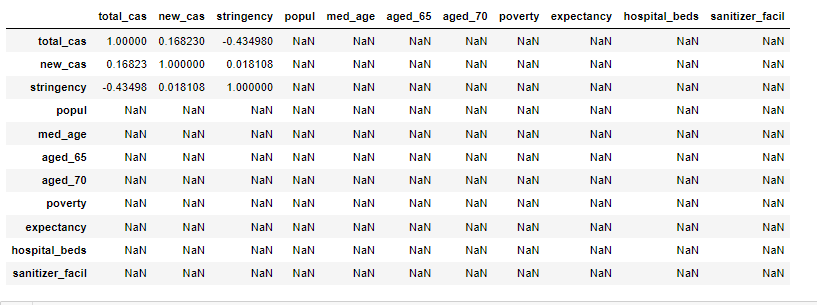 total_cas new_cas stringency popul med_age aged_65 aged_70 poverty expectancy hospital_beds sanitizer_facil
total_cas 1.00000 0.168230 -0.434980 NaN NaN NaN NaN NaN NaN NaN NaN
new_cas 0.16823 1.000000 0.018108 NaN NaN NaN NaN NaN NaN NaN NaN
stringency -0.43498 0.018108 1.000000 NaN NaN NaN NaN NaN NaN NaN NaN
popul NaN NaN NaN NaN NaN NaN NaN NaN NaN NaN NaN
med_age NaN NaN NaN NaN NaN NaN NaN NaN NaN NaN NaN
aged_65 NaN NaN NaN NaN NaN NaN NaN NaN NaN NaN NaN
aged_70 NaN NaN NaN NaN NaN NaN NaN NaN NaN NaN NaN
poverty NaN NaN NaN NaN NaN NaN NaN NaN NaN NaN NaN
expectancy NaN NaN NaN NaN NaN NaN NaN NaN NaN NaN NaN
hospital_beds NaN NaN NaN NaN NaN NaN NaN NaN NaN NaN NaN
sanitizer_facil NaN NaN NaN NaN NaN NaN NaN NaN NaN NaN NaN